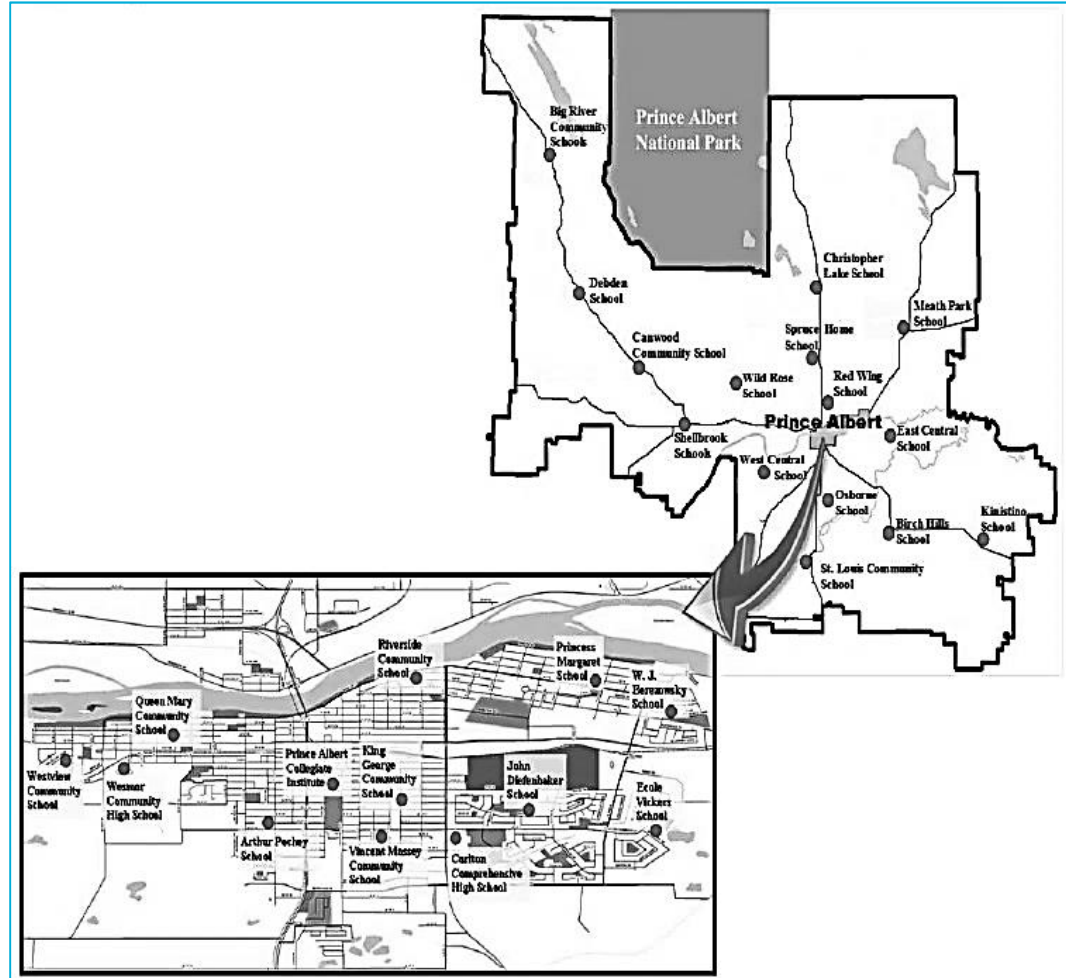 Big River
Community
Schools
Prince Albert
National Park
Christopher
Lake School
Debden
School
Meath Park
School
Canwood
Community School
Spruce Home
School
Wild Rose
School
Red Wing
School
Prince Albert
Shellbrook
Schools
East Central
School
West Central
School
Osborne
School
Birch Hills
School
Kinistino
School
St. Louis Community
School
Riverside
Community
School
Princess
Margaret
School
W. J.
Berezowsky
School
Queen Mary
Community
School
Prince Albert
Collegiate
Institute
King
George
Community
School
John
Diefenbaker
School
Ecole
Vickers
School
Westview
Community
School
Wesmor
Community
High School
Arthur Pechey
School
Vincent Massey
Community
School
Carlton
Comprehensive
High School